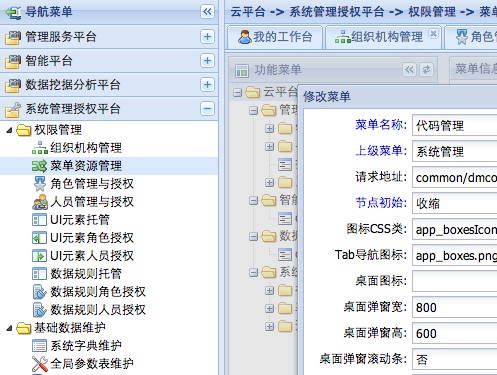 导航菜单
管理服务平台
智能平台
数据挖掘分析平台
系统管理授权平台
权限管理
组织机构管理
菜单资源管理
角色管理与授权
人员管理与授权
UI元素托管
UI元素角色授权
UI元素人员授权
数据规则托管
数据规则角色授权
数据规则人员授权
基础数据维护
系统字典维护
全局参数表维护
云平台 -> 系统管理授权平台 -> 权限管理 -> 菜单
我的工作台
组织机构管理
角色
功能菜单
菜单信息
云平台
管理
智能
数据
系统
修改菜单
菜单名称: 代码管理
上级菜单: 系统管理
请求地址: common/dmco
节点初始: 收缩
图标CSS类: app_boxesIcon
Tab导航图标: app_boxes.png
桌面图标:
桌面弹窗宽: 800
桌面弹窗高: 600
桌面弹窗滚动条: 否